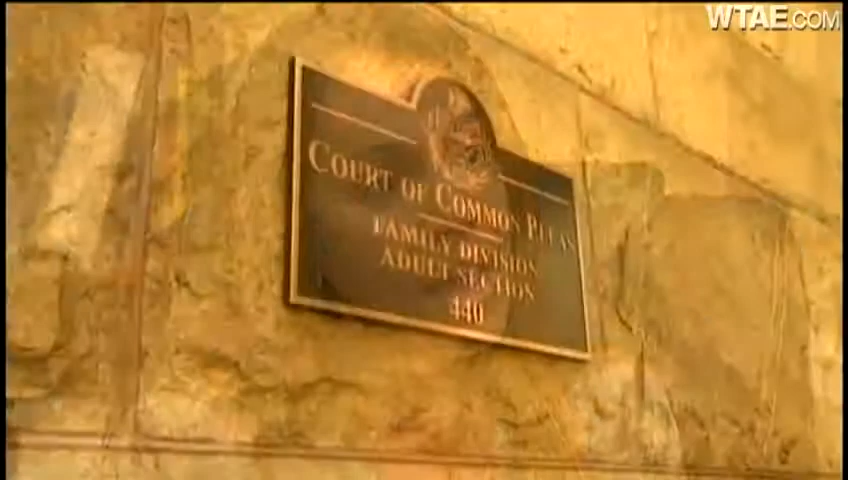 WTAE.COM
COURT OF COMMON PLEAS
FAMILY DIVISION
ADULT SECTION
440